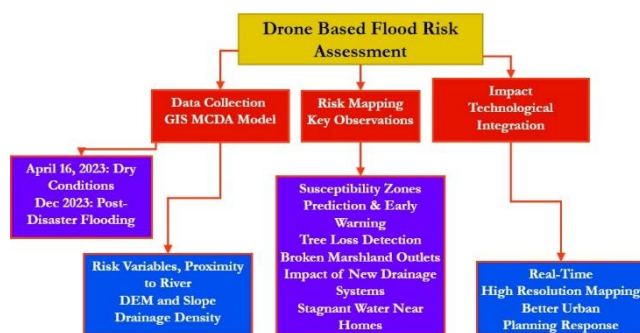 Drone Based Flood Risk
Assessment
Data Collection
GIS MCDA Model
Risk Mapping
Key Observations
Impact
Technological
Integration
April 16, 2023: Dry
Conditions
Dec 2023: Post-
Disaster Flooding
Risk Variables, Proximity
to River
DEM and Slope
Drainage Density
Susceptibility Zones
Prediction & Early
Warning
Tree Loss Detection
Broken Marshland Outlets
Impact of New Drainage
Systems
Stagnant Water Near
Homes
Real-Time
High Resolution Mapping
Better Urban
Planning Response